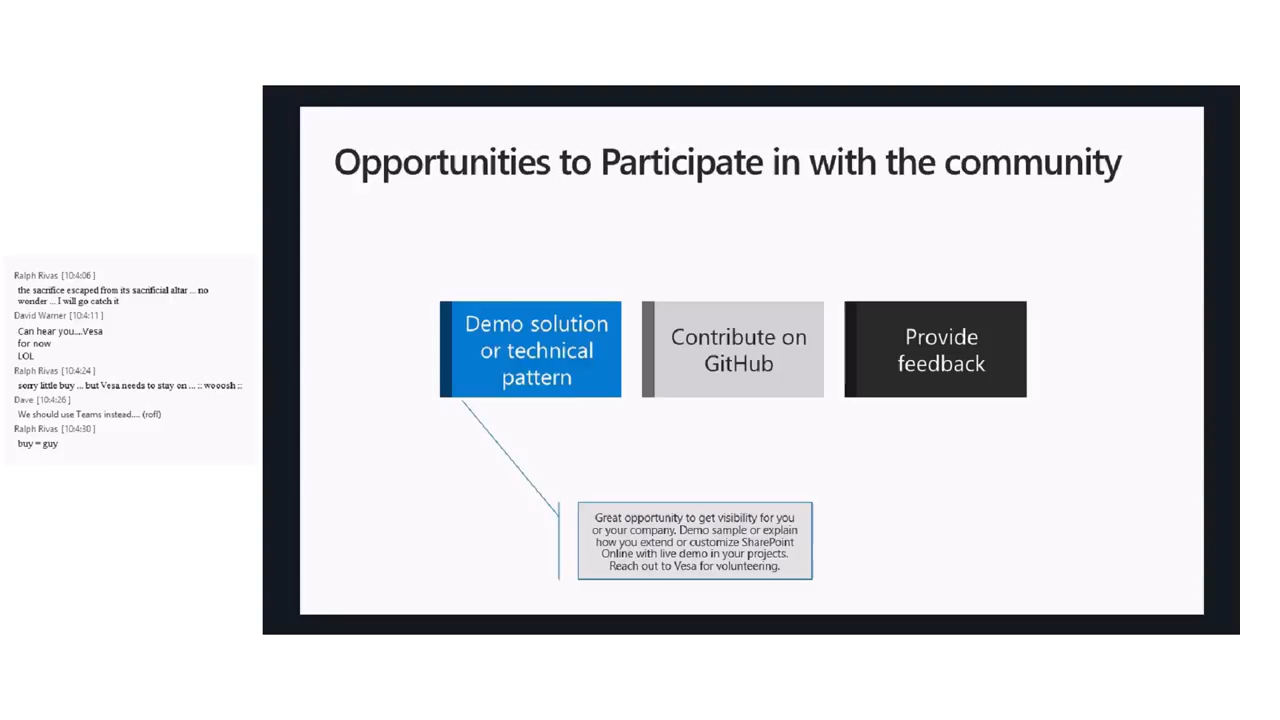 Opportunities to Participate in with the community
Ralph Rivas [10:4:06 ]
the sacrifice escaped from its sacrificial altar ... no
wonder ... I will go catch it
David Warner [10:4:11 ]
Can hear you....Vesa
for now
LOL
Ralph Rivas [10:4:24 ]
sorry little buy ... but Vesa needs to stay on ... :: wooosh ::
Dave [10:4:26 ]
We should use Teams instead.... (rofl)
Ralph Rivas [10:4:30 ]
buy = guy
Demo solution
or technical
pattern
Contribute on
GitHub
Provide
feedback
Great opportunity to get visibility for you
or your company. Demo sample or explain
how you extend or customize SharePoint
Online with live demo in your projects.
Reach out to Vesa for volunteering.